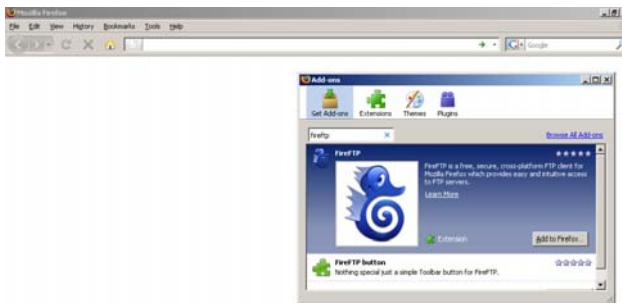 Mozilla Firefox
File Edit View History Bookmarks Tools Help
Google
Add-ons
Get Add-ons Extensions Themes Plugins
fireftp
Browse All Add-ons
FireFTP
FireFTP is a free, secure, cross-platform FTP client for
Mozilla Firefox which provides easy and intuitive access
to FTP servers.
Learn More
Extension
Add to Firefox...
FireFTP button
Nothing special just a simple Toolbar button for FireFTP.